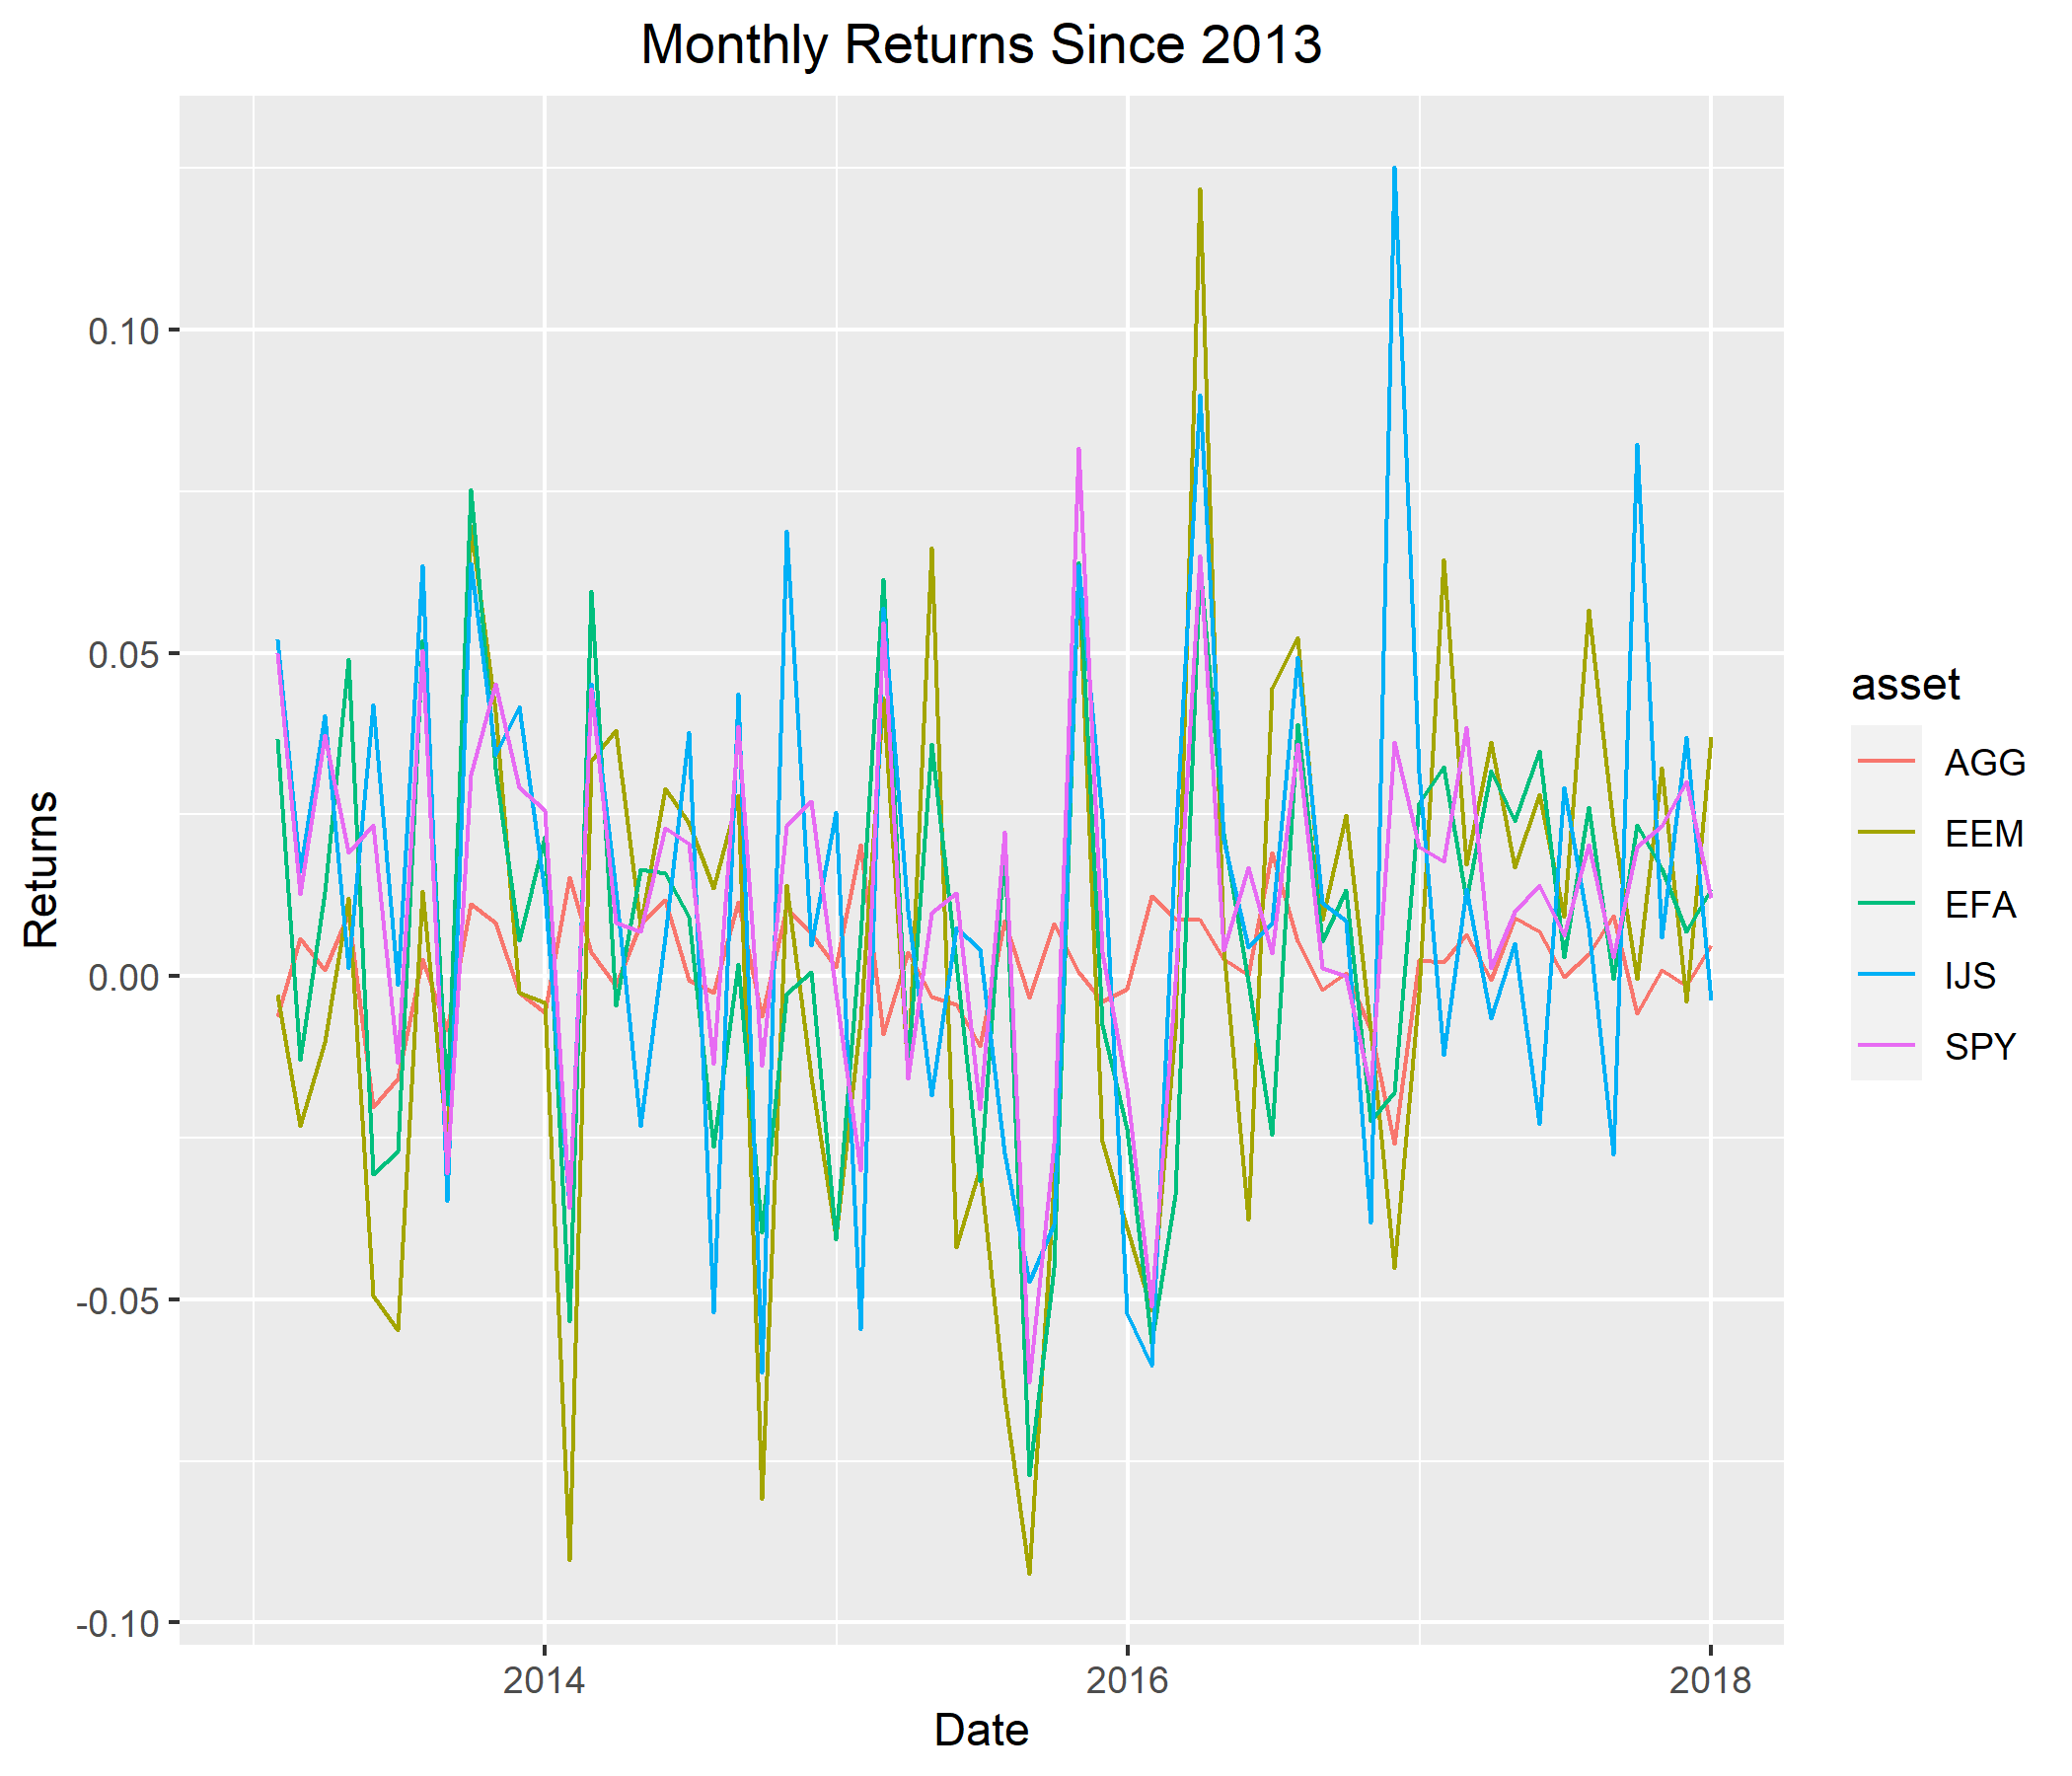 Monthly Returns Since 2013
Returns
0.10
0.05
0.00
-0.05
-0.10
2014 2016 2018
Date
asset
AGG
EEM
EFA
IJS
SPY